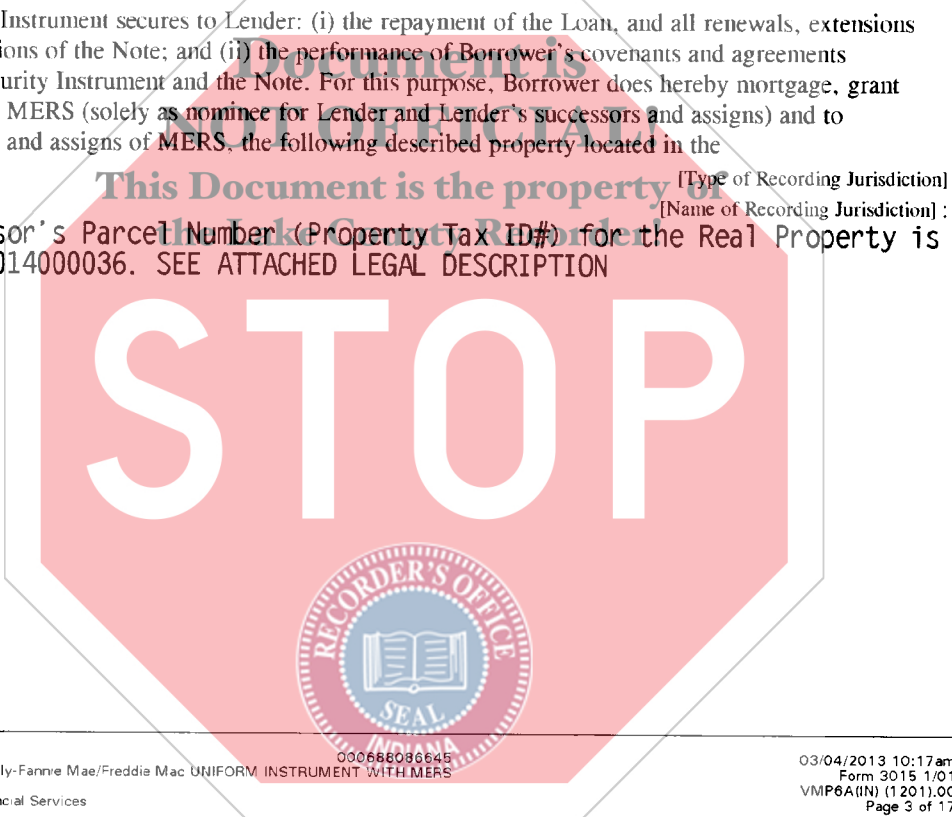 Instrument secures to Lender: (i) the repayment of the Loan, and all renewals, extensions
ions of the Note; and (ii) the performance of Borrower's covenants and agreements
urity Instrument and the Note. For this purpose, Borrower does hereby mortgage, grant
MERS (solely as nominee for Lender and Lender's successors and assigns) and to
and assigns of MERS, the following described property located in the
Document is
NOT OFFICIAL!
This Document is the property of
the Lake County Recorder!
[Type of Recording Jurisdiction]
[Name of Recording Jurisdiction] :
sor's Parcel Number (Property Tax ID#) for the Real Property is
014000036. SEE ATTACHED LEGAL DESCRIPTION
STOP
RECORDER'S OFFICE
SEAL
INDIANA
000688086645
ly-Fannie Mae/Freddie Mac UNIFORM INSTRUMENT WITH MERS
ncial Services
03/04/2013 10:17am
Form 3015 1/01
VMP6A(IN) (1201).00
Page 3 of 17